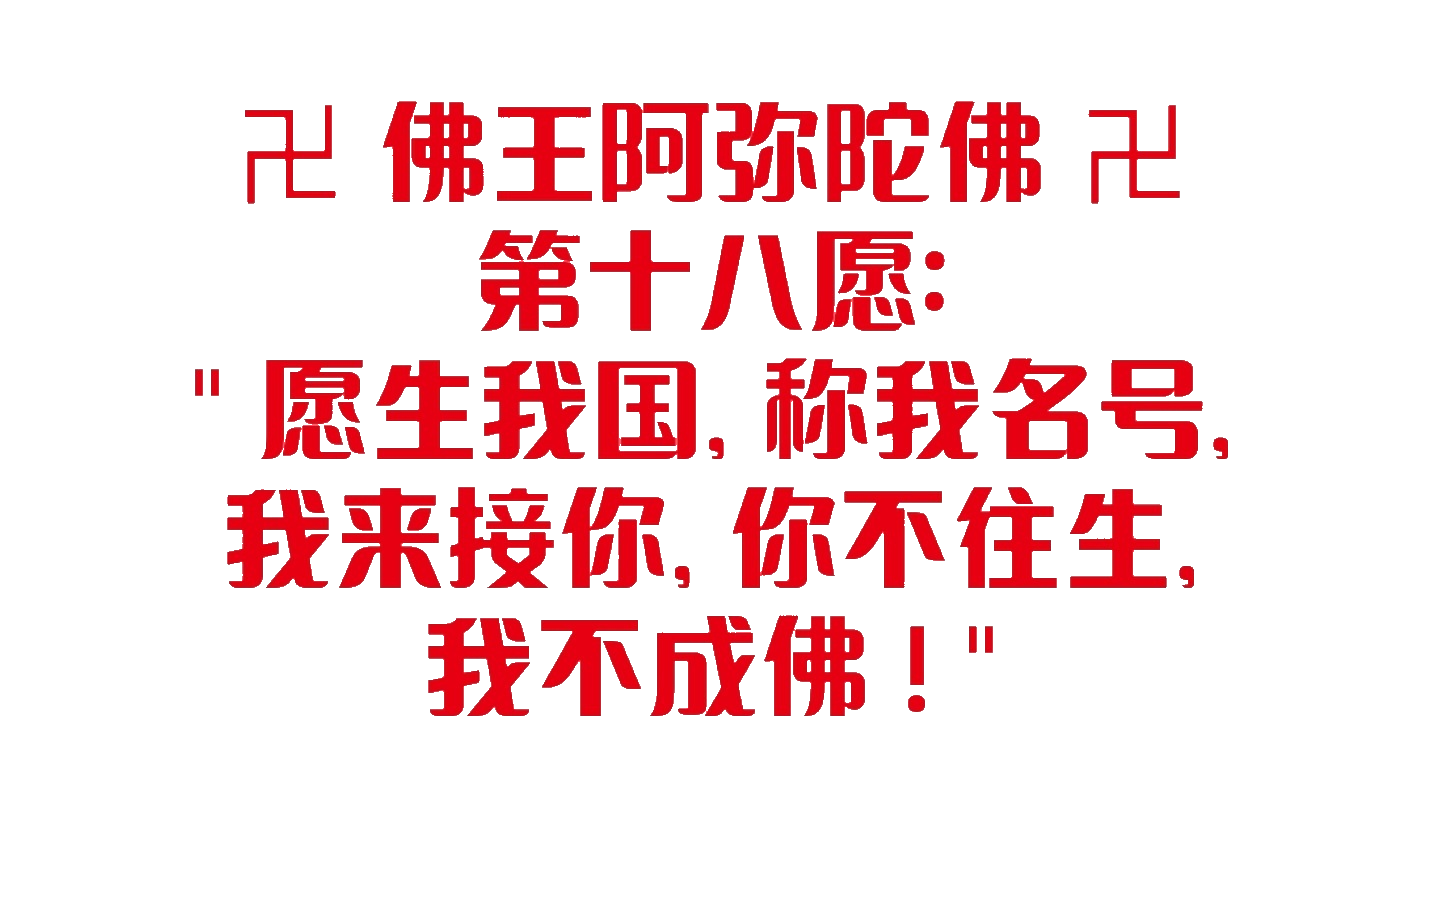 卍 佛王阿弥陀佛 卍
第十八愿:
" 愿生我国, 称我名号,
我来接你, 你不往生,
我不成佛 ! "